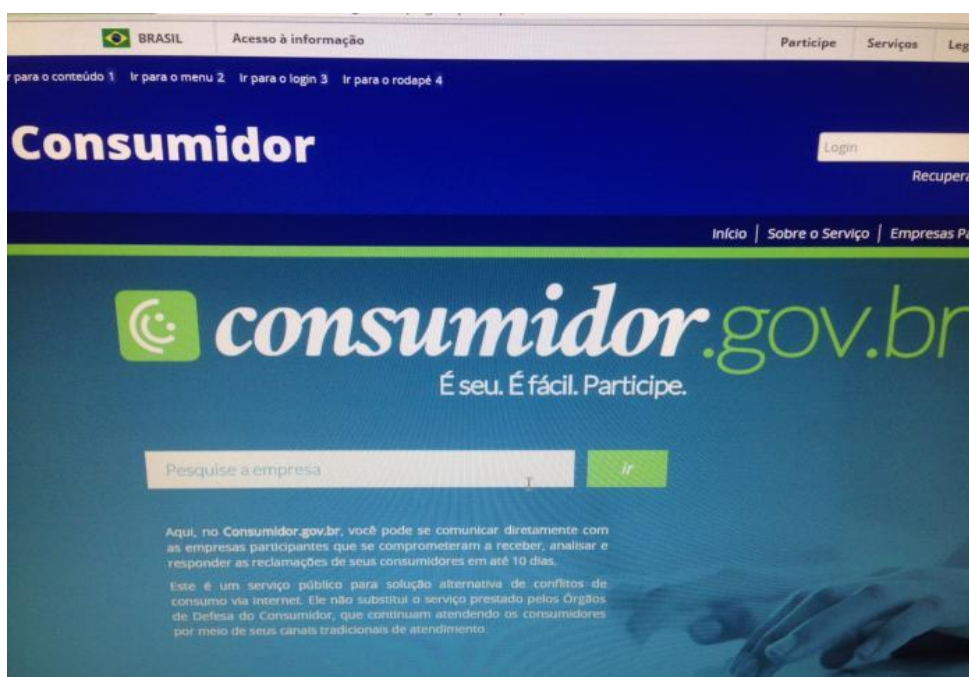 BRASIL Acesso à informação Participe Serviços Leg
r para o conteúdo 1 Ir para o menu 2 Ir para o login 3 Ir para o rodapé 4
Consumidor
Login
Recupera
Início | Sobre o Serviço | Empresas Pa
consumidor.gov.br
É seu. É fácil. Participe.
Pesquise a empresa ir
Aqui, no Consumidor.gov.br, você pode se comunicar diretamente com
as empresas participantes que se comprometeram a receber, analisar e
responder as reclamações de seus consumidores em até 10 dias.
Este é um serviço público para solução alternativa de conflitos de
consumo via internet. Ele não substitui o serviço prestado pelos Órgãos
de Defesa do Consumidor, que continuam atendendo os consumidores
por meio de seus canais tradicionais de atendimento.